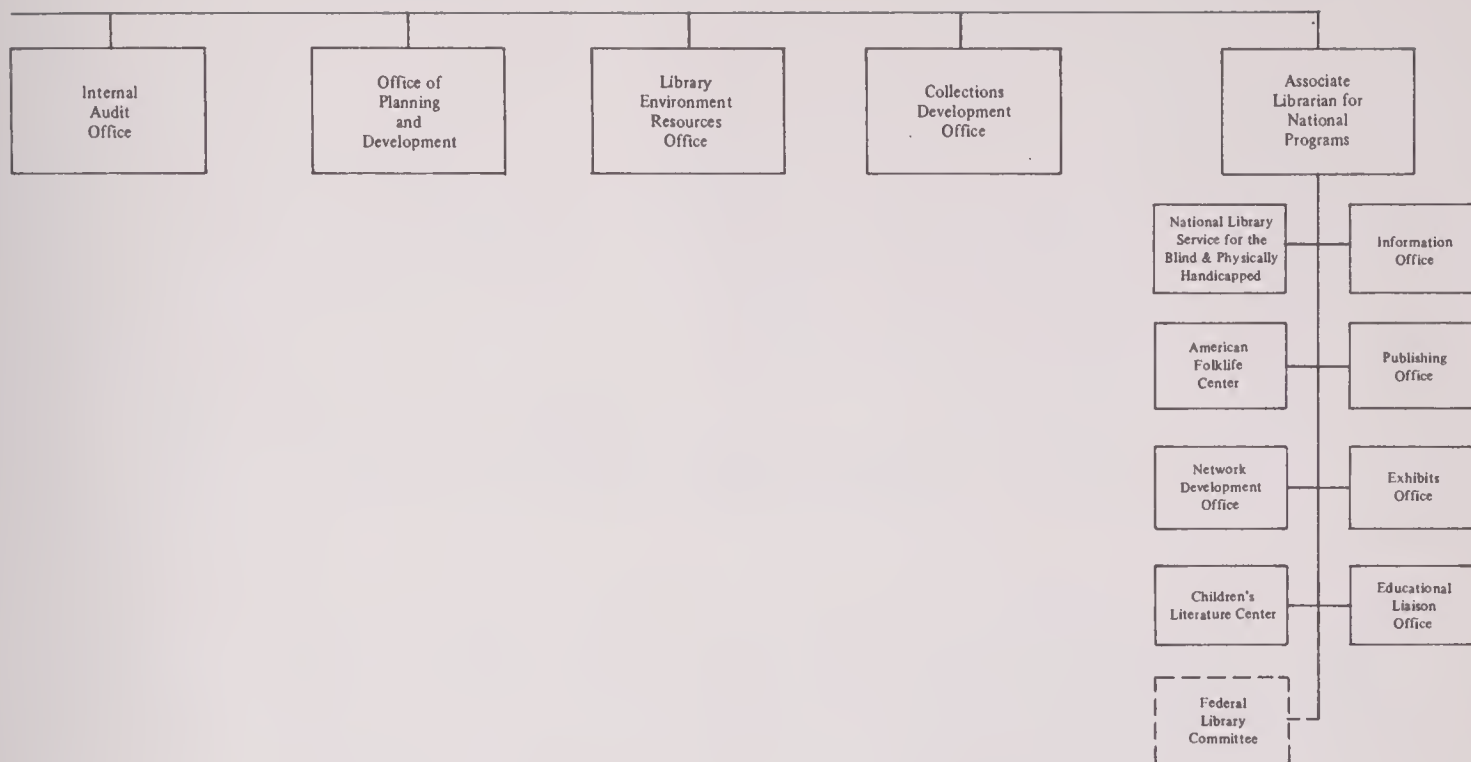 Internal
Audit
Office
Office of
Planning
and
Development
Library
Environment
Resources
Office
Collections
Development
Office
Associate
Librarian for
National
Programs
National Library
Service for the
Blind & Physically
Handicapped
Information
Office
American
Folklife
Center
Publishing
Office
Network
Development
Office
Exhibits
Office
Children's
Literature Center
Educational
Liaison
Office
Federal
Library
Committee